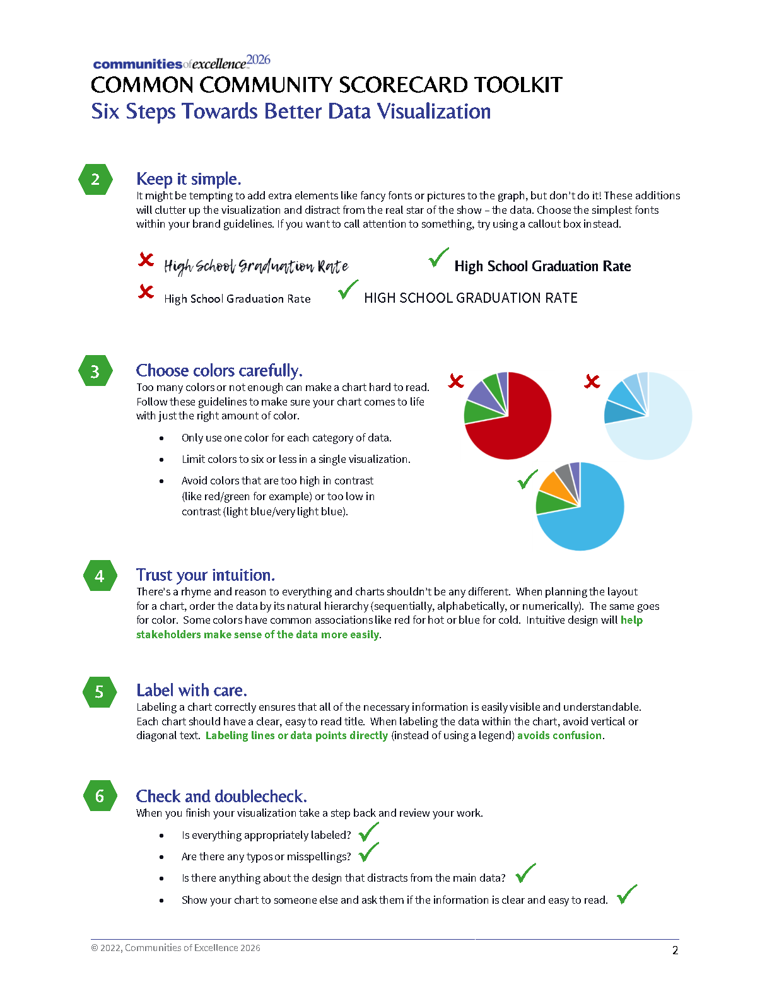 communitiesofexcellence™2026
COMMON COMMUNITY SCORECARD TOOLKIT
Six Steps Towards Better Data Visualization
2
Keep it simple.
It might be tempting to add extra elements like fancy fonts or pictures to the graph, but don’t do it! These additions
will clutter up the visualization and distract from the real star of the show – the data. Choose the simplest fonts
within your brand guidelines. If you want to call attention to something, try using a callout box instead.
High School Graduation Rate
High School Graduation Rate
High School Graduation Rate
HIGH SCHOOL GRADUATION RATE
3
Choose colors carefully.
Too many colors or not enough can make a chart hard to read.
Follow these guidelines to make sure your chart comes to life
with just the right amount of color.
• Only use one color for each category of data.
• Limit colors to six or less in a single visualization.
• Avoid colors that are too high in contrast
(like red/green for example) or too low in
contrast (light blue/very light blue).
4
Trust your intuition.
There’s a rhyme and reason to everything and charts shouldn’t be any different. When planning the layout
for a chart, order the data by its natural hierarchy (sequentially, alphabetically, or numerically). The same goes
for color. Some colors have common associations like red for hot or blue for cold. Intuitive design will help
stakeholders make sense of the data more easily.
5
Label with care.
Labeling a chart correctly ensures that all of the necessary information is easily visible and understandable.
Each chart should have a clear, easy to read title. When labeling the data within the chart, avoid vertical or
diagonal text. Labeling lines or data points directly (instead of using a legend) avoids confusion.
6
Check and doublecheck.
When you finish your visualization take a step back and review your work.
• Is everything appropriately labeled?
• Are there any typos or misspellings?
• Is there anything about the design that distracts from the main data?
• Show your chart to someone else and ask them if the information is clear and easy to read.
© 2022, Communities of Excellence 2026
2